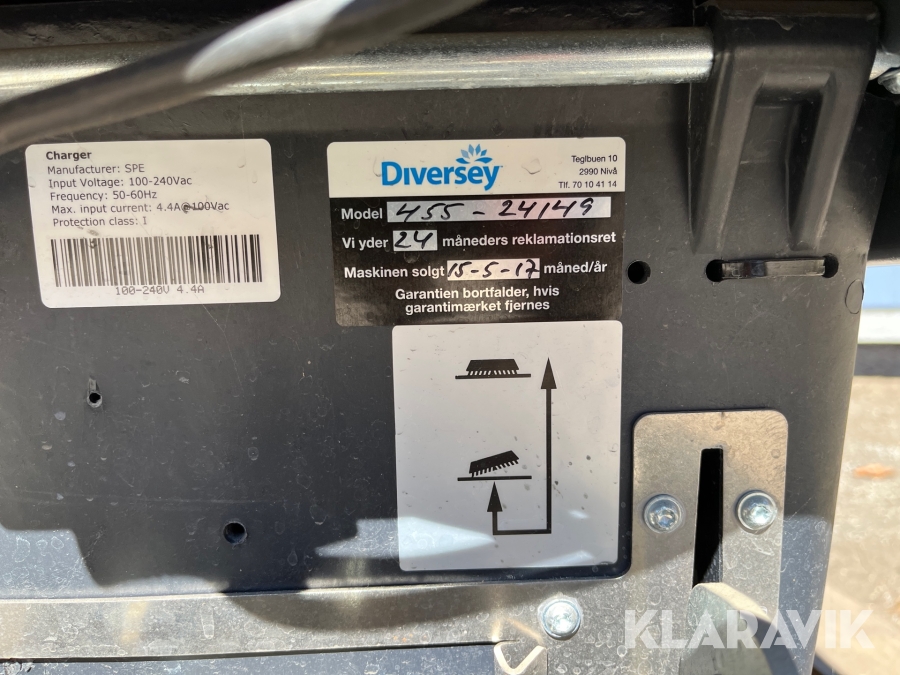 Charger
Manufacturer: SPE
Input Voltage: 100-240Vac
Frequency: 50-60Hz
Max. input current: 4.4A@100Vac
Protection class: I
100-240V 4.4A
Diversey
Teglbuen 10
2990 Nivå
Tlf. 70 10 41 14
Model 455-24/49
Vi yder 24 måneders reklamationsret
Maskinen solgt 15-5-17 måned/år
Garantien bortfalder, hvis
garantimærket fjernes
KLARAVIK